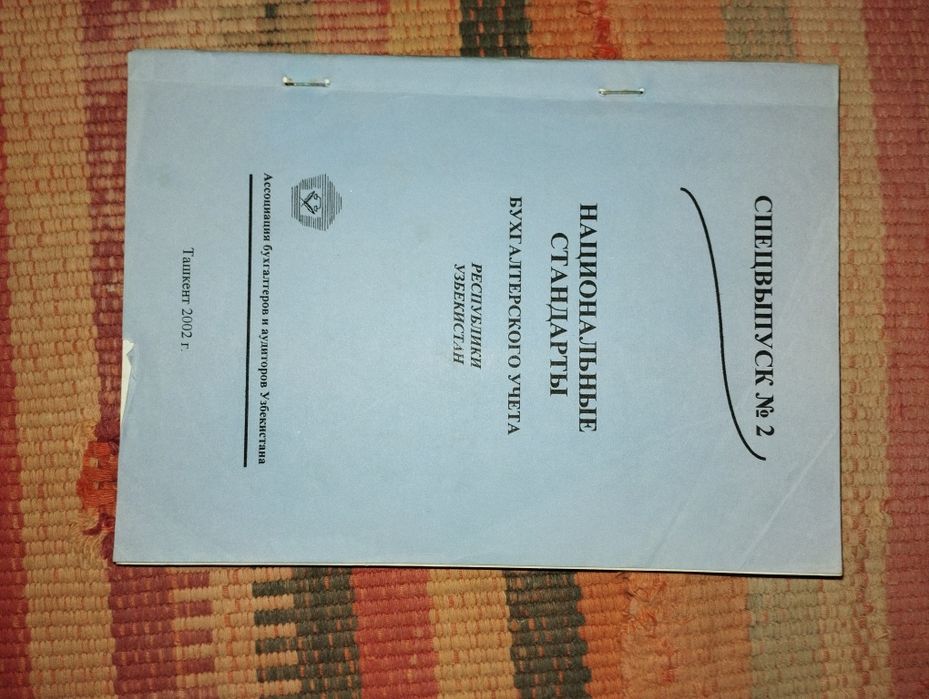 СПЕЦВЫПУСК № 2
НАЦИОНАЛЬНЫЕ
СТАНДАРТЫ
БУХГАЛТЕРСКОГО УЧЕТА
РЕСПУБЛИКИ
УЗБЕКИСТАН
Ассоциация бухгалтеров и аудиторов Узбекистана
Ташкент 2002 г.